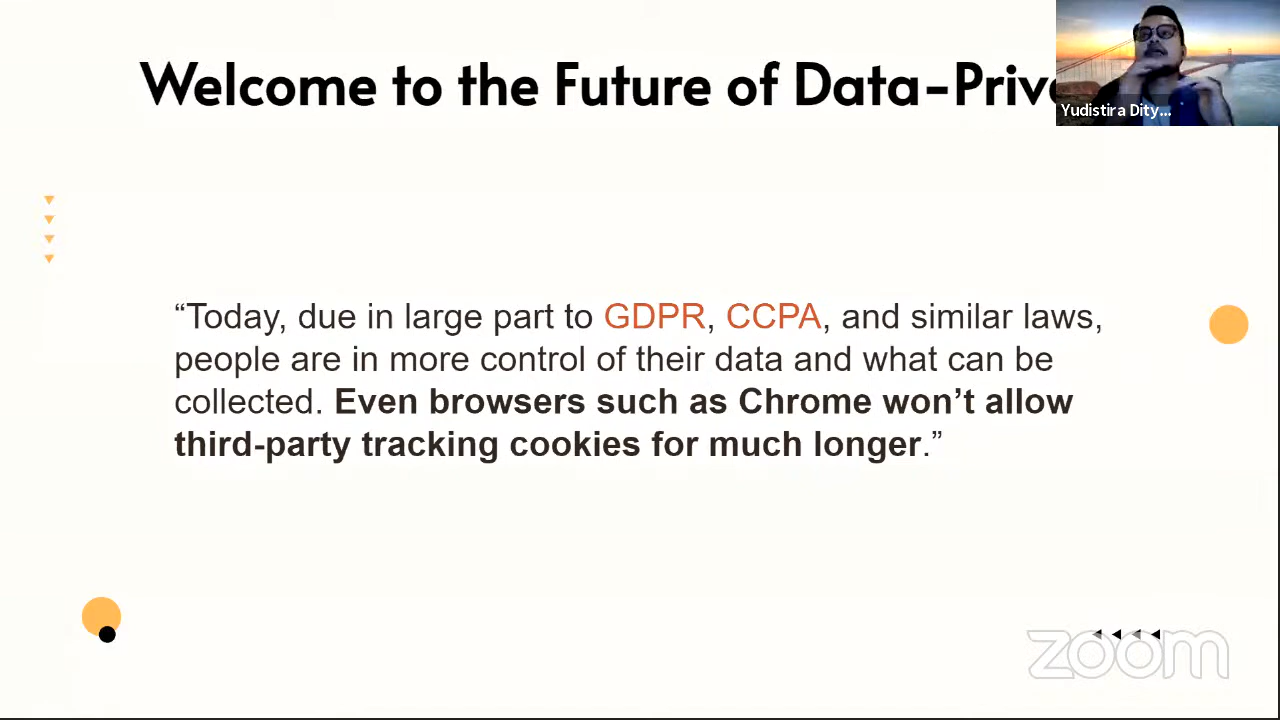 Welcome to the Future of Data-Priv
Yudistira Dity...
“Today, due in large part to GDPR, CCPA, and similar laws,
people are in more control of their data and what can be
collected. Even browsers such as Chrome won’t allow
third-party tracking cookies for much longer.”
zoom